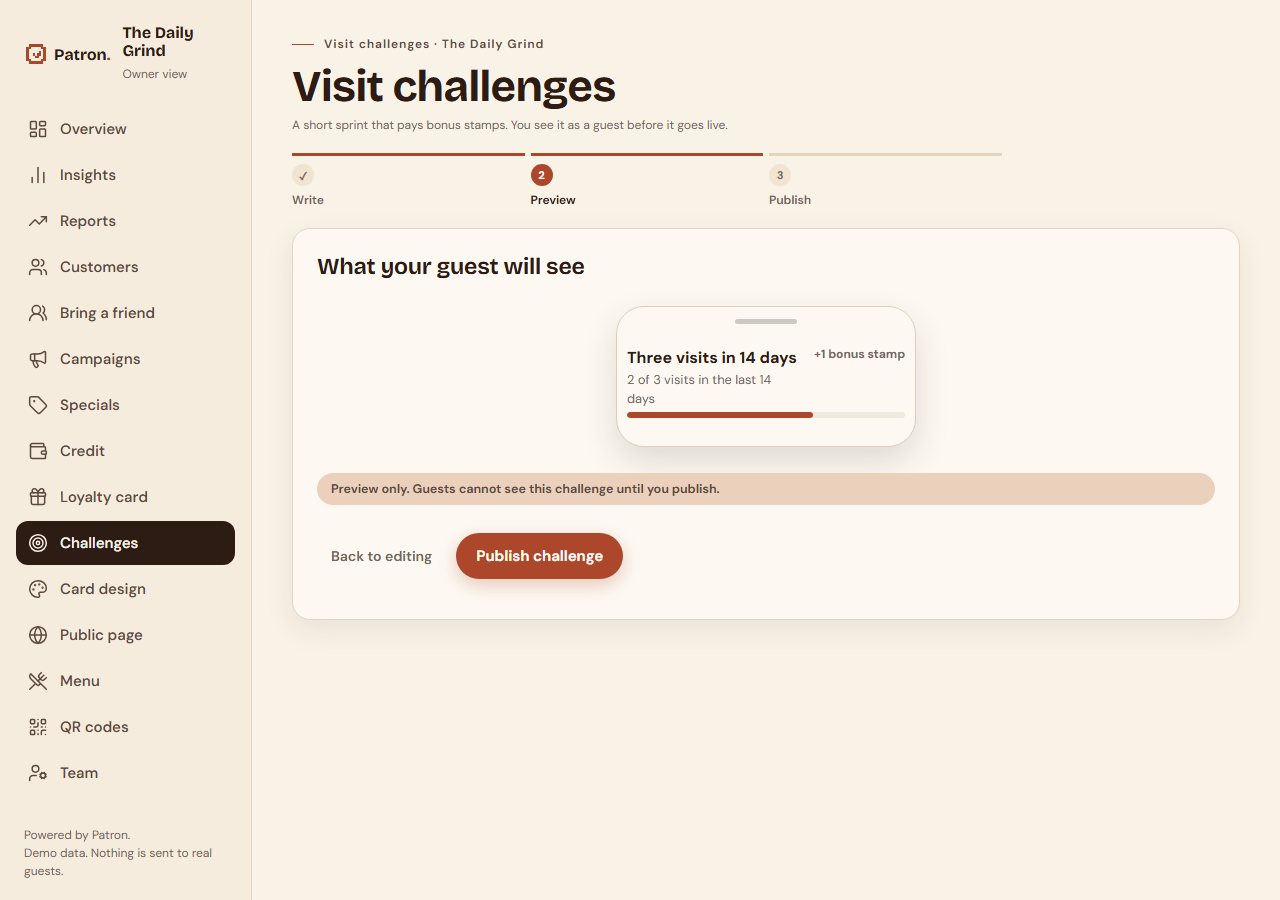 Patron.
The Daily
Grind
Owner view
Overview
Insights
Reports
Customers
Bring a friend
Campaigns
Specials
Credit
Loyalty card
Challenges
Card design
Public page
Menu
QR codes
Team
Powered by Patron.
Demo data. Nothing is sent to real
guests.
Visit challenges · The Daily Grind
Visit challenges
A short sprint that pays bonus stamps. You see it as a guest before it goes live.
✓
Write
2
Preview
3
Publish
What your guest will see
Three visits in 14 days
+1 bonus stamp
2 of 3 visits in the last 14
days
Preview only. Guests cannot see this challenge until you publish.
Back to editing
Publish challenge